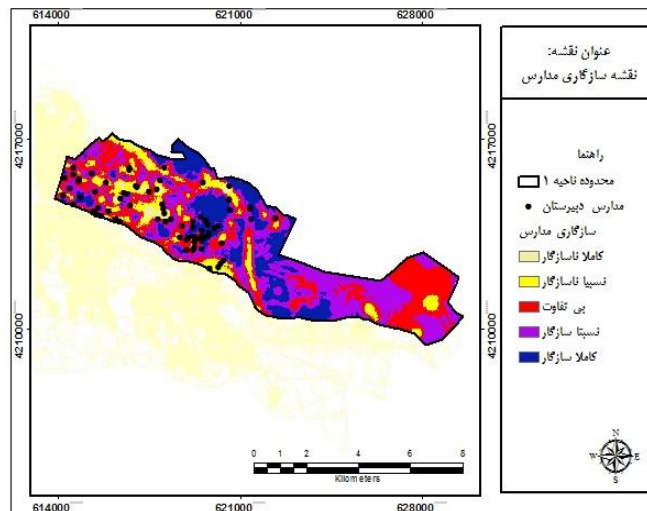 614000 621000 628000
4217000 4217000
4210000 4210000
614000 621000 628000
0 1 2 4 6 8
Kilometers
عنوان نقشه:
نقشه سازگاری مدارس
راهنما
محدوده ناحیه ۱
مدارس دبیرستان
سازگاری مدارس
کاملا ناسازگار
نسبیا ناسازگار
بی تفاوت
نسبتا سازگار
کاملا سازگار
N
W E
S